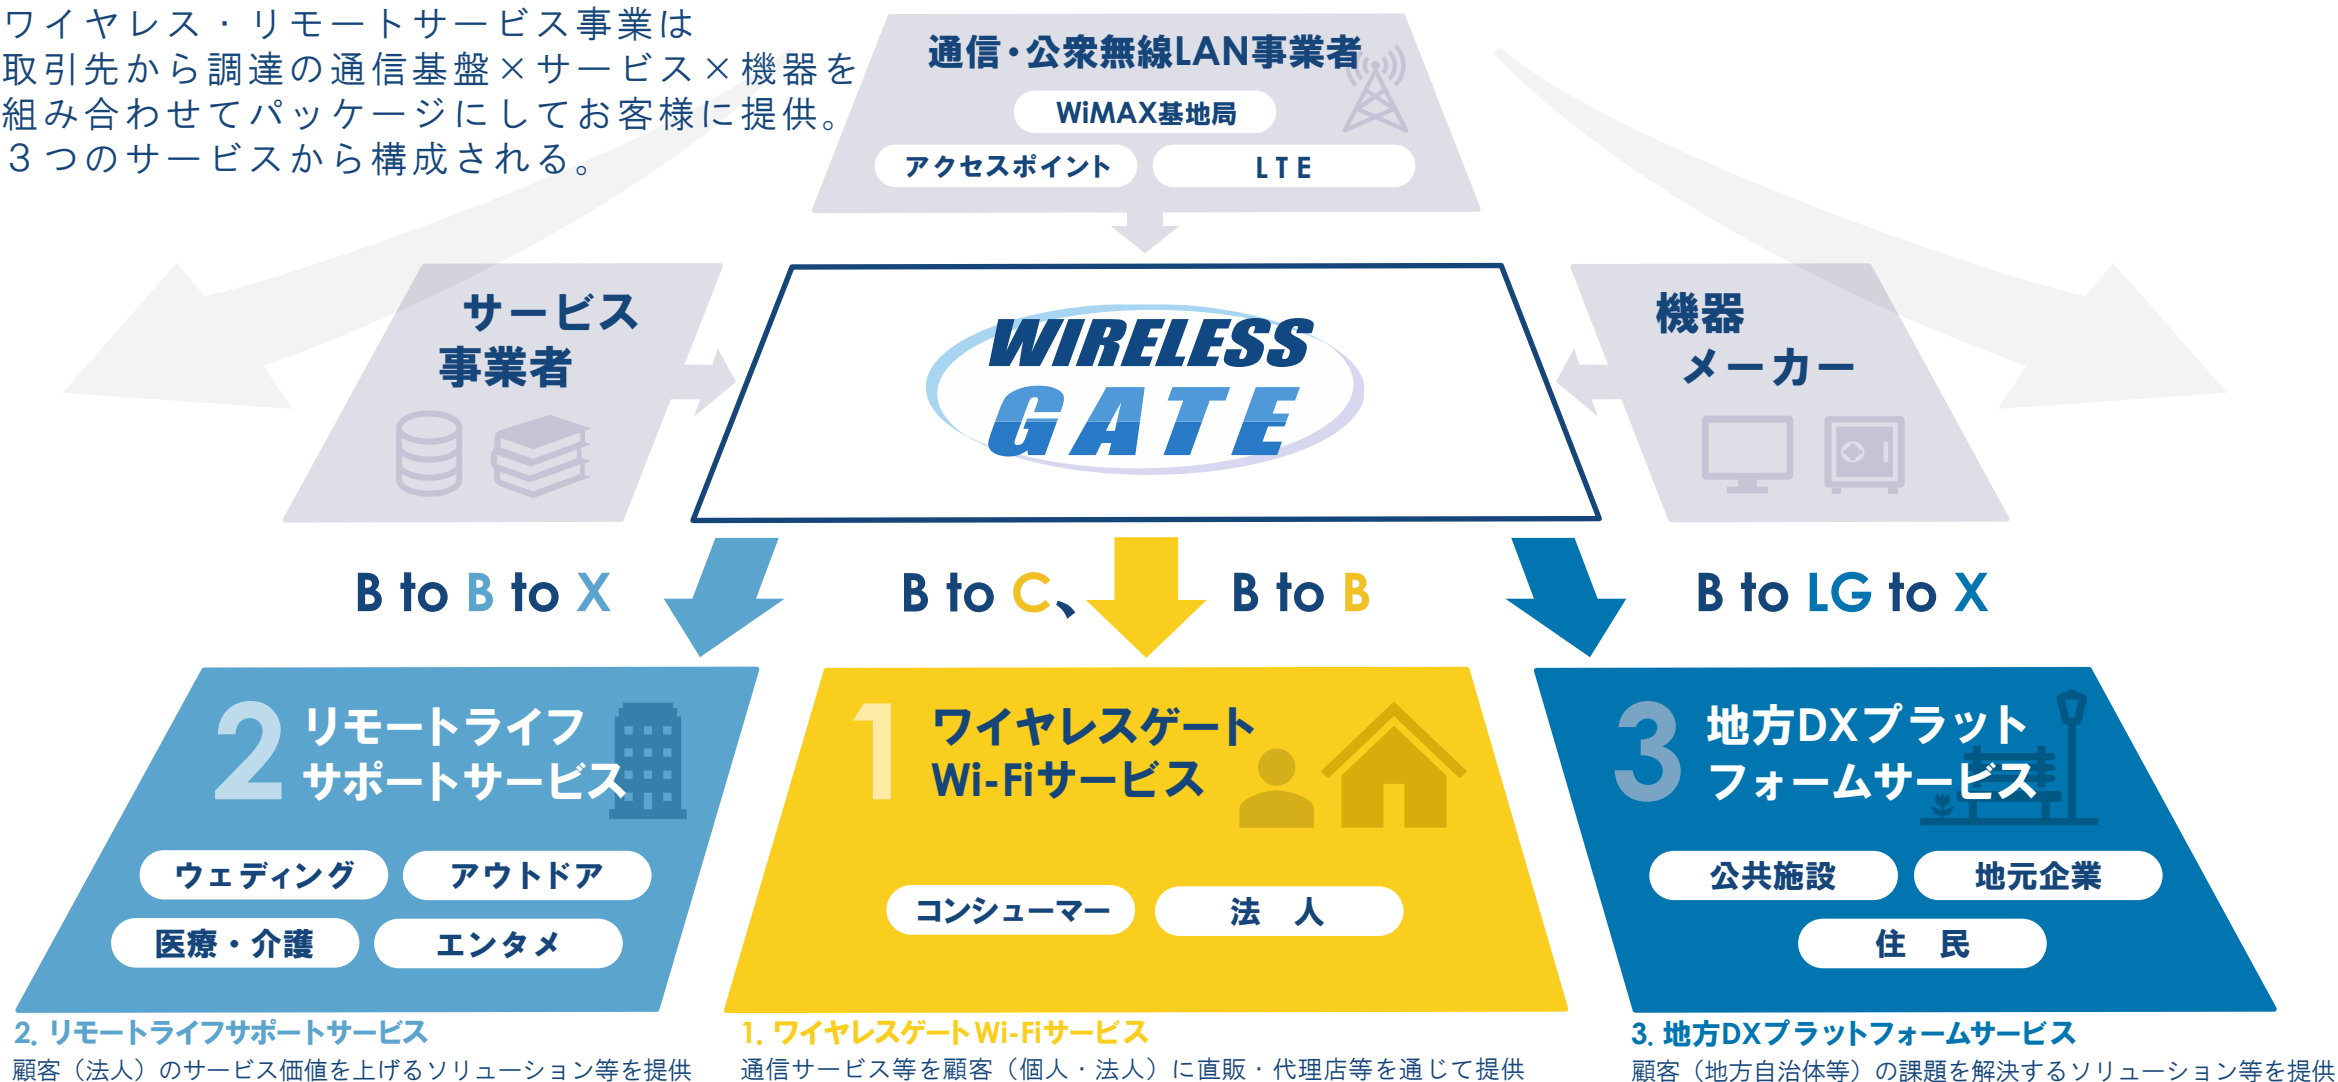 ワイヤレス・リモートサービス事業は
取引先から調達の通信基盤×サービス×機器を
組み合わせてパッケージにしてお客様に提供。
３つのサービスから構成される。
通信・公衆無線LAN事業者
WiMAX基地局
アクセスポイント
LTE
サービス
事業者
WIRELESS
GATE
機器
メーカー
B to B to X
B to C、
B to B
B to LG to X
2
リモートライフ
サポートサービス
ウェディング
アウトドア
医療・介護
エンタメ
1
ワイヤレスゲート
Wi-Fiサービス
コンシューマー
法　人
3
地方DXプラット
フォームサービス
公共施設
地元企業
住　民
2. リモートライフサポートサービス
顧客（法人）のサービス価値を上げるソリューション等を提供
1. ワイヤレスゲートWi-Fiサービス
通信サービス等を顧客（個人・法人）に直販・代理店等を通じて提供
3. 地方DXプラットフォームサービス
顧客（地方自治体等）の課題を解決するソリューション等を提供